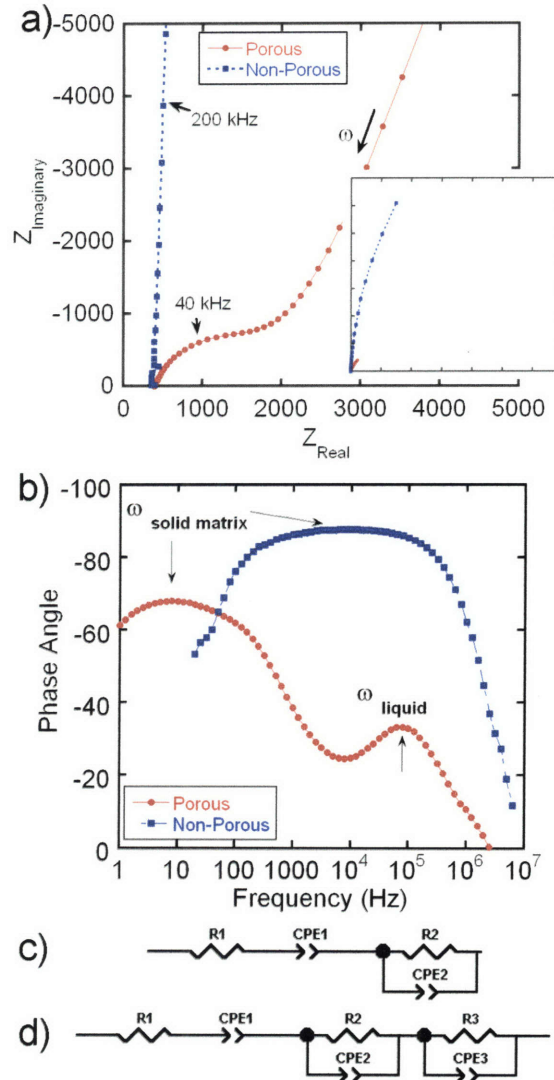 a)
-5000
-4000
-3000
-2000
-1000
0
Z Imaginary
Porous
Non-Porous
200 kHz
40 kHz
ω
0 1000 2000 3000 4000 5000
Z Real
b)
-100
-80
-60
-40
-20
0
Phase Angle
ω solid matrix
ω liquid
Porous
Non-Porous
1 10 100 1000 10⁴ 10⁵ 10⁶ 10⁷
Frequency (Hz)
c)
R1 CPE1 R2
CPE2
d)
R1 CPE1 R2 R3
CPE2 CPE3